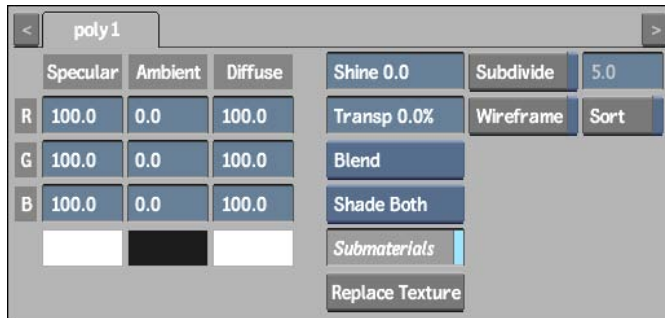 < poly1 >
Specular Ambient Diffuse Shine 0.0 Subdivide 5.0
R 100.0 0.0 100.0 Transp 0.0% Wireframe Sort
G 100.0 0.0 100.0 Blend
B 100.0 0.0 100.0 Shade Both
Submaterials
Replace Texture